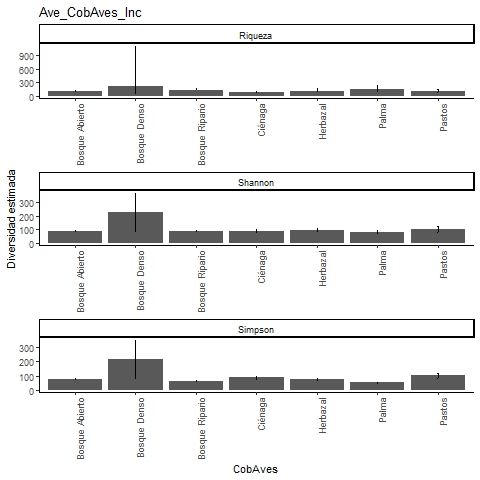 Ave_CobAves_Inc
Riqueza
900
600
300
0
Bosque Abierto
Bosque Denso
Bosque Ripario
Ciénaga
Herbazal
Palma
Pastos
Diversidad estimada
Shannon
300
200
100
0
Bosque Abierto
Bosque Denso
Bosque Ripario
Ciénaga
Herbazal
Palma
Pastos
Simpson
300
200
100
0
Bosque Abierto
Bosque Denso
Bosque Ripario
Ciénaga
Herbazal
Palma
Pastos
CobAves